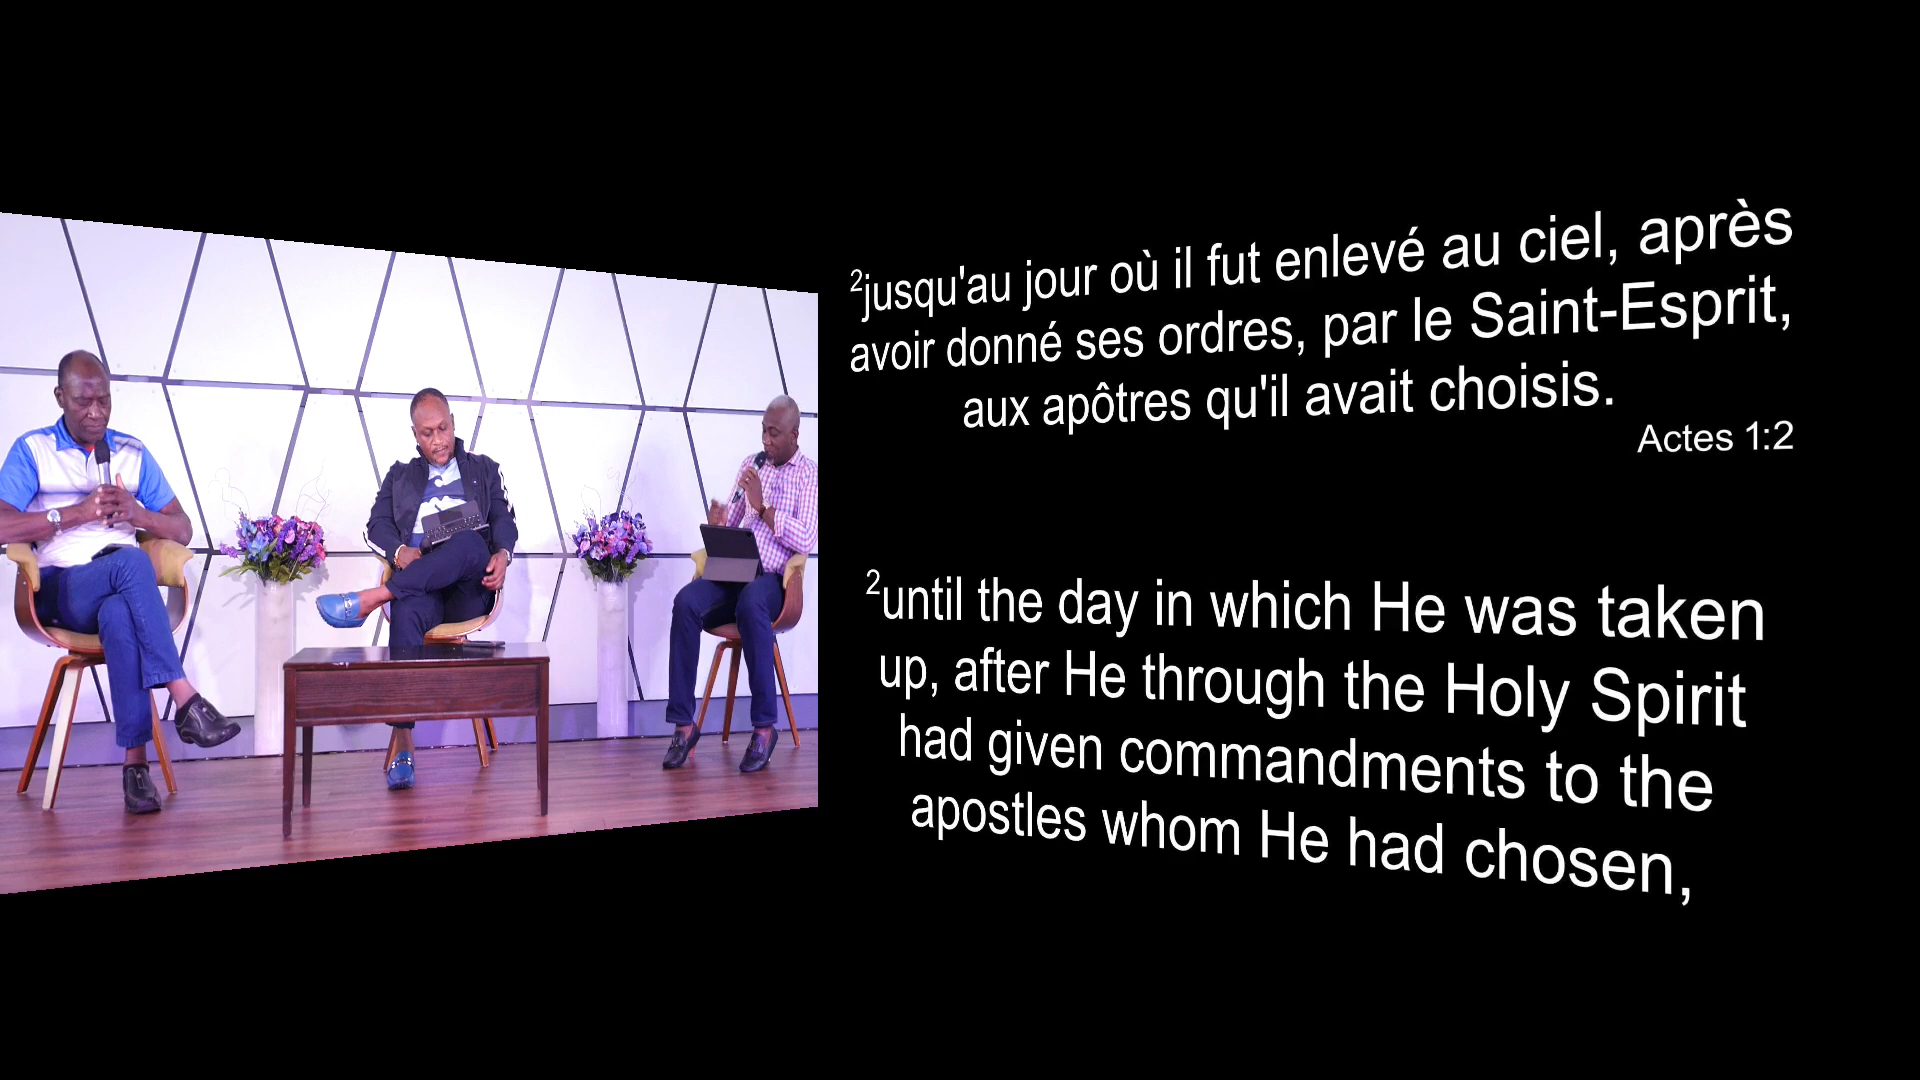 ²jusqu'au jour où il fut enlevé au ciel, après
avoir donné ses ordres, par le Saint-Esprit,
aux apôtres qu'il avait choisis.
Actes 1:2
²until the day in which He was taken
up, after He through the Holy Spirit
had given commandments to the
apostles whom He had chosen,